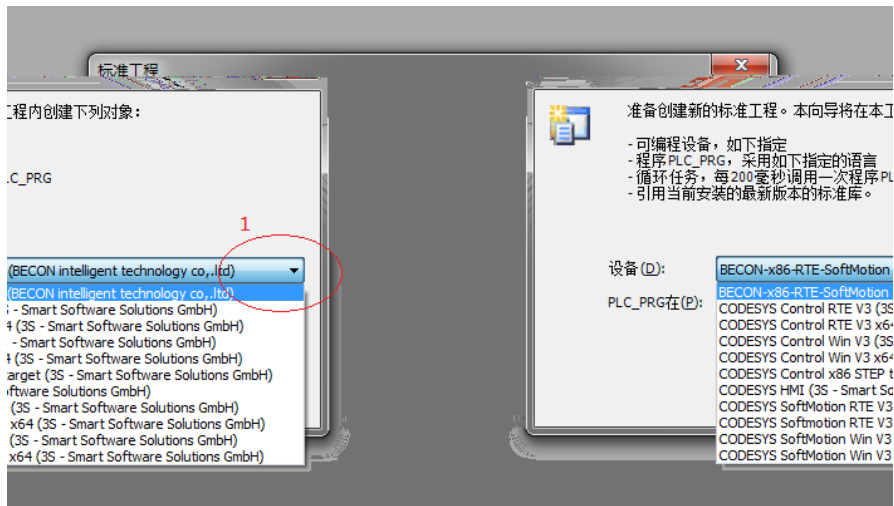 标准工程
工程内创建下列对象:
LC_PRG
1
(BECON intelligent technology co,.ltd)
(BECON intelligent technology co,.ltd)
- Smart Software Solutions GmbH)
4 (3S - Smart Software Solutions GmbH)
- Smart Software Solutions GmbH)
4 (3S - Smart Software Solutions GmbH)
arget (3S - Smart Software Solutions GmbH)
oftware Solutions GmbH)
(3S - Smart Software Solutions GmbH)
x64 (3S - Smart Software Solutions GmbH)
(3S - Smart Software Solutions GmbH)
x64 (3S - Smart Software Solutions GmbH)
准备创建新的标准工程。本向导将在本工
- 可编程设备，如下指定
- 程序PLC_PRG，采用如下指定的语言
- 循环任务，每200毫秒调用一次程序PL
- 引用当前安装的最新版本的标准库。
设备(D): BECON-x86-RTE-SoftMotion
BECON-x86-RTE-SoftMotion
PLC_PRG在(P): CODESYS Control RTE V3 (3S
CODESYS Control RTE V3 x64
CODESYS Control Win V3 (3S
CODESYS Control Win V3 x64
CODESYS Control x86 STEP t
CODESYS HMI (3S - Smart So
CODESYS SoftMotion RTE V3
CODESYS SoftMotion RTE V3
CODESYS Softmotion Win V3
CODESYS SoftMotion Win V3